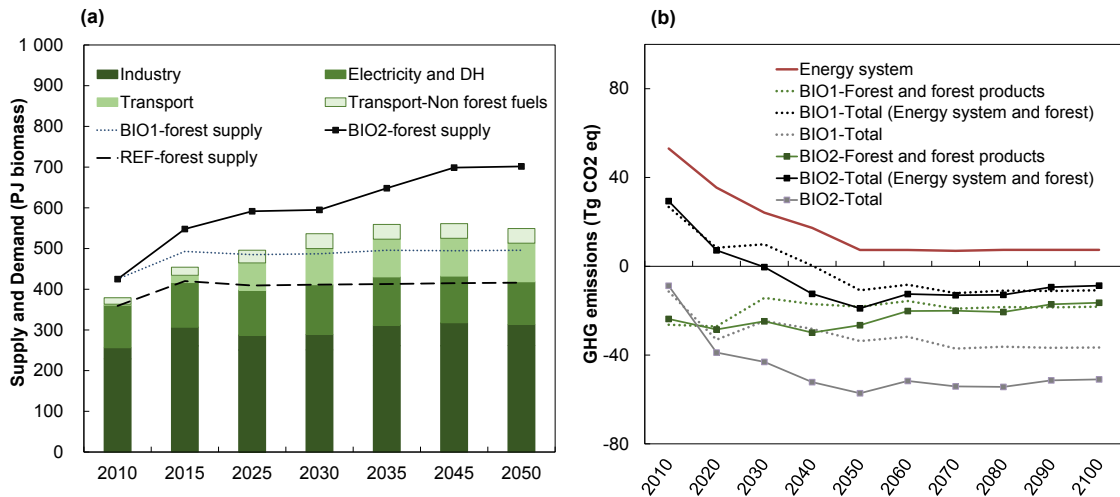 (a)
Supply and Demand (PJ biomass)
1 000
900
800
700
600
500
400
300
200
100
0
Industry
Electricity and DH
Transport
Transport-Non forest fuels
BIO1-forest supply
BIO2-forest supply
REF-forest supply
2010 2015 2025 2030 2035 2045 2050
(b)
GHG emissions (Tg CO2 eq)
80
40
0
-40
-80
Energy system
BIO1-Forest and forest products
BIO1-Total (Energy system and forest)
BIO1-Total
BIO2-Forest and forest products
BIO2-Total (Energy system and forest)
BIO2-Total
2010 2020 2030 2040 2050 2060 2070 2080 2090 2100